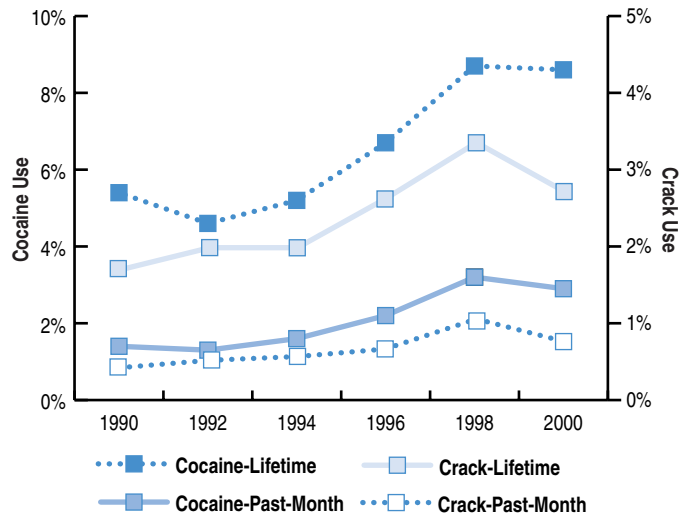 10%
8%
6%
4%
2%
0%
Cocaine Use
5%
4%
3%
2%
1%
0%
Crack Use
1990 1992 1994 1996 1998 2000
Cocaine-Lifetime Crack-Lifetime
Cocaine-Past-Month Crack-Past-Month